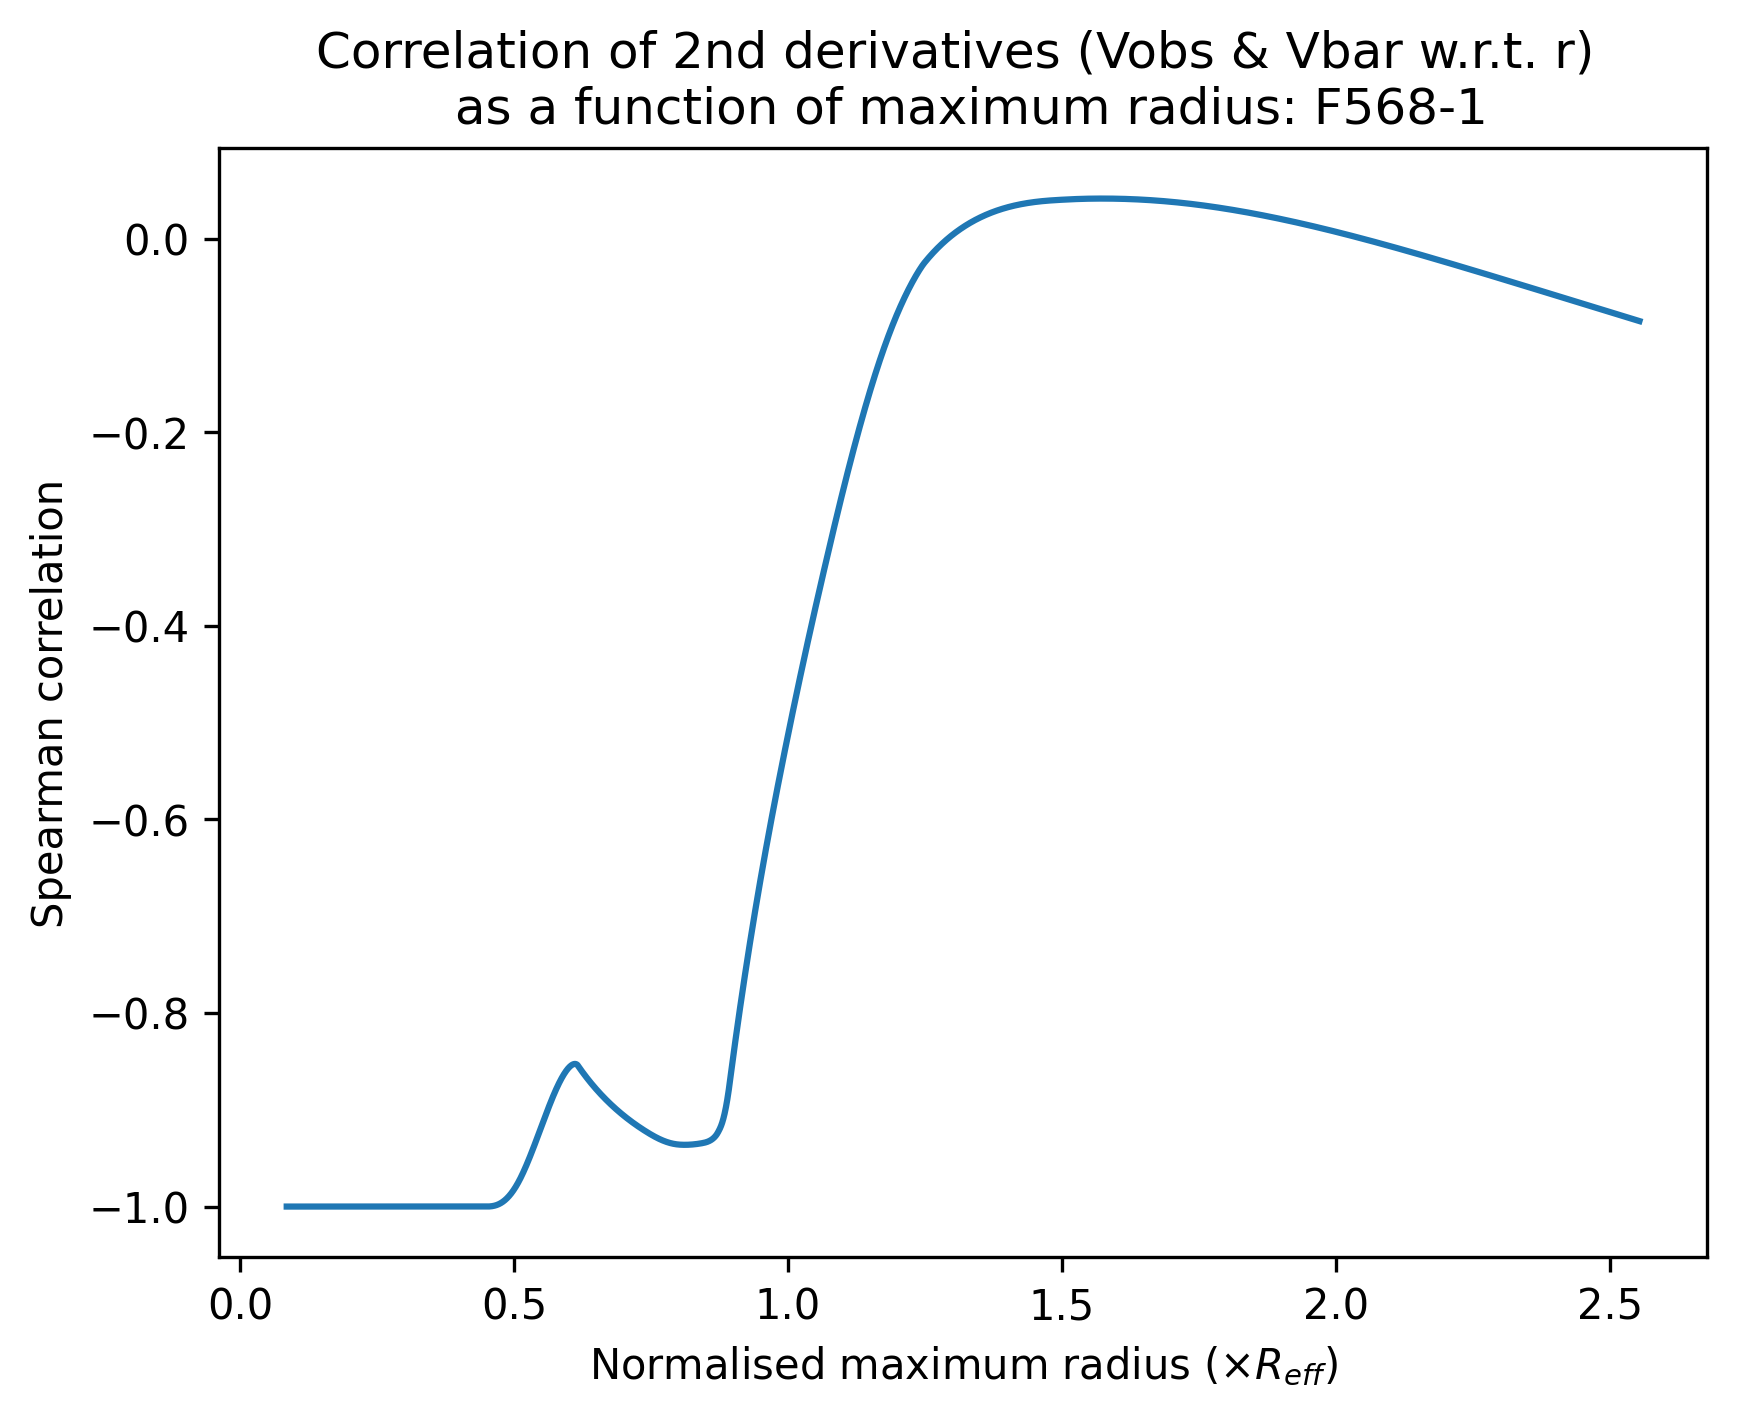 Correlation of 2nd derivatives (Vobs & Vbar w.r.t. r)
as a function of maximum radius: F568-1
Spearman correlation
0.0
−0.2
−0.4
−0.6
−0.8
−1.0
0.0 0.5 1.0 1.5 2.0 2.5
Normalised maximum radius (×R_eff)